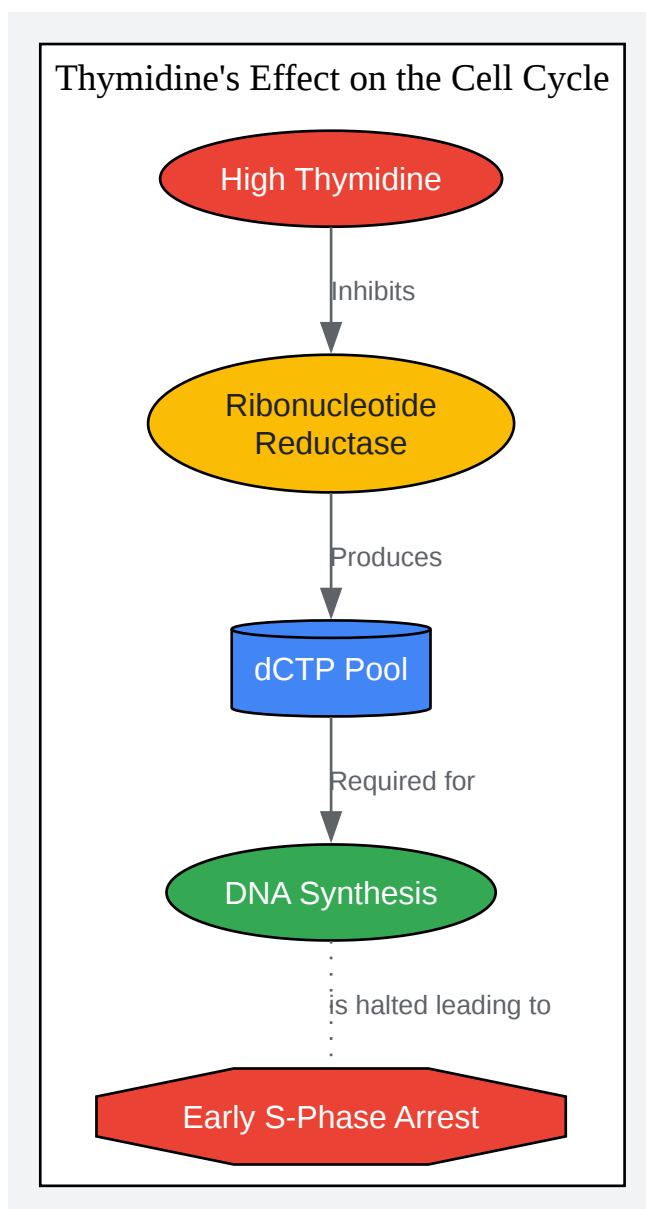 Thymidine's Effect on the Cell Cycle
High Thymidine
Inhibits
Ribonucleotide
Reductase
Produces
dCTP Pool
Required for
DNA Synthesis
is halted leading to
Early S-Phase Arrest